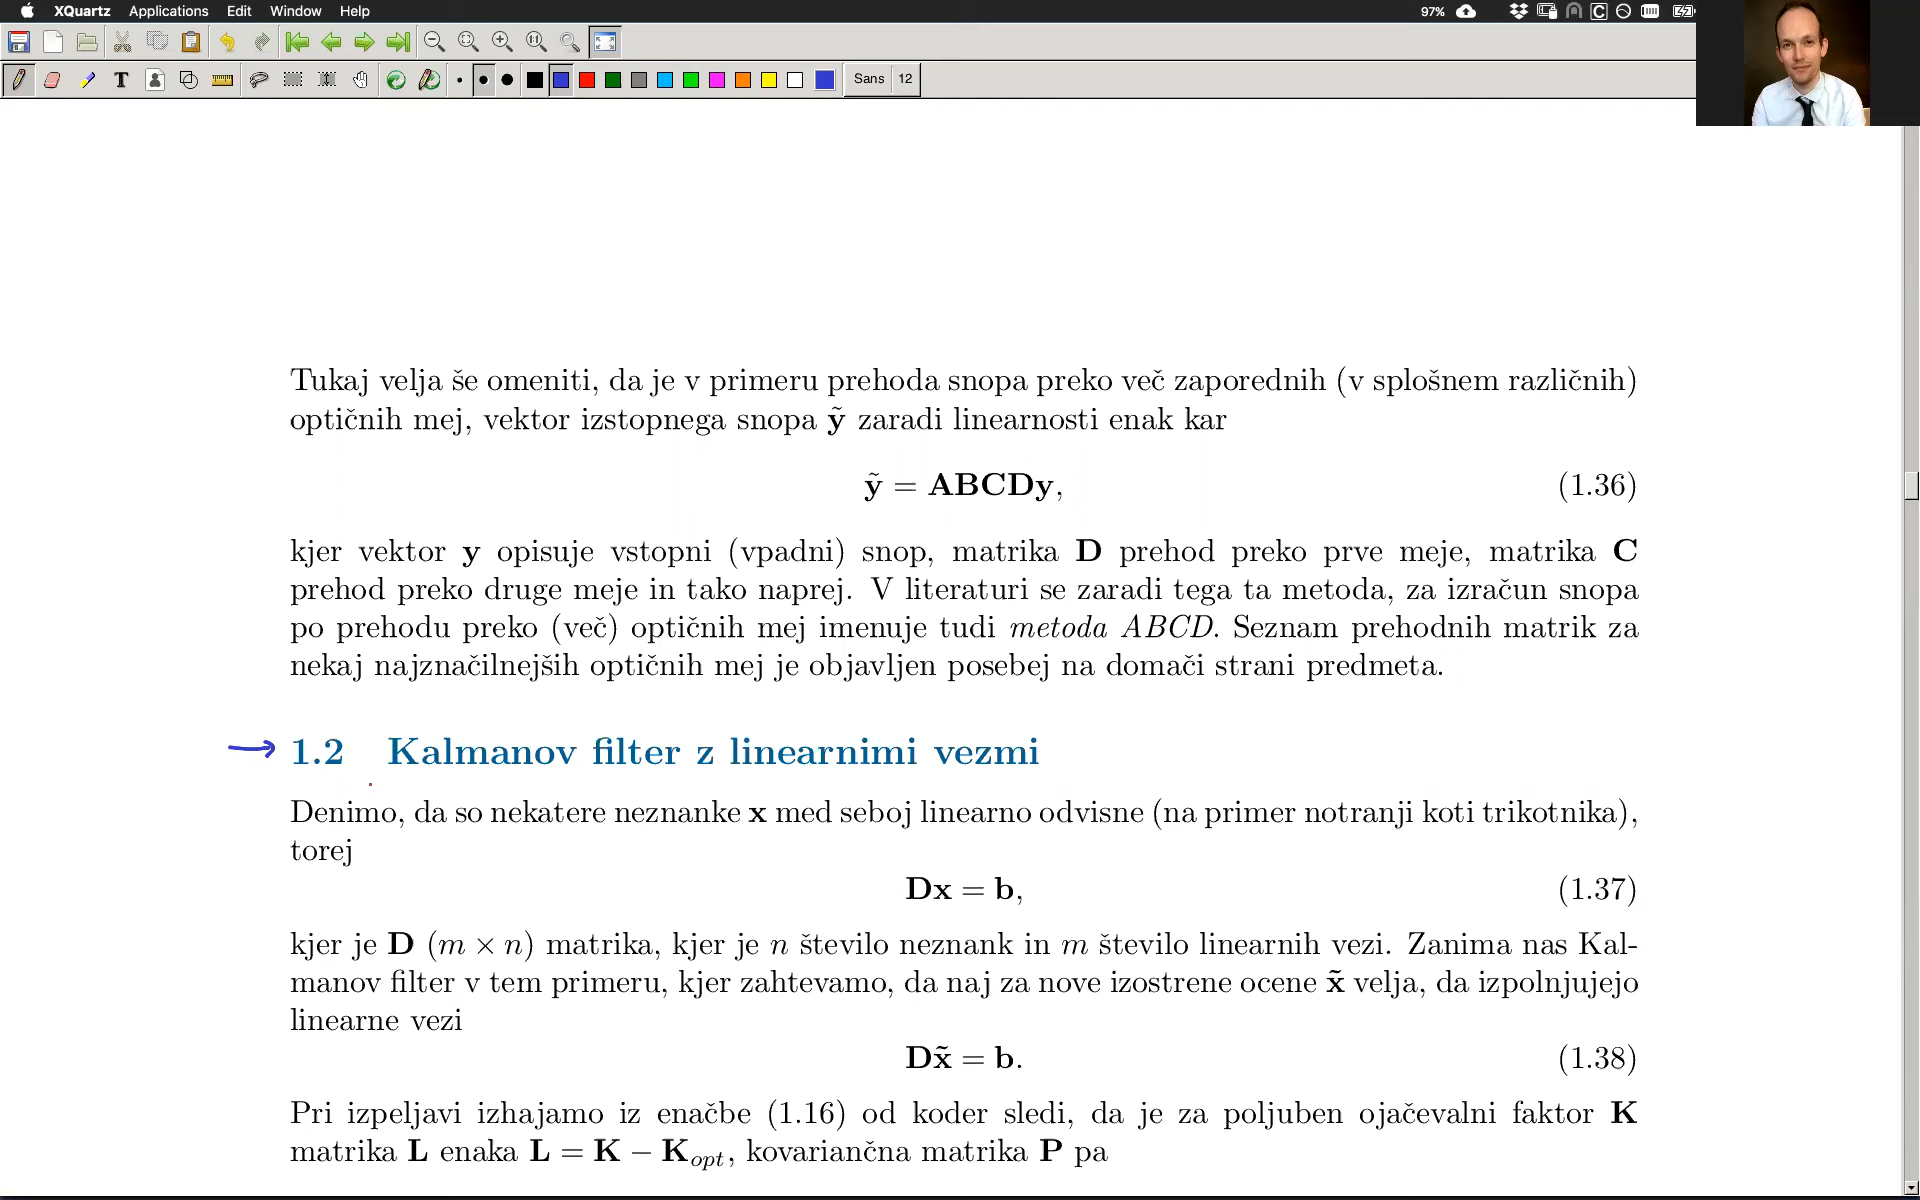 XQuartz Applications Edit Window Help
97%
Sans 12
Tukaj velja še omeniti, da je v primeru prehoda snopa preko več zaporednih (v splošnem različnih)
optičnih mej, vektor izstopnega snopa ỹ zaradi linearnosti enak kar
ỹ = ABCDy, (1.36)
kjer vektor y opisuje vstopni (vpadni) snop, matrika D prehod preko prve meje, matrika C
prehod preko druge meje in tako naprej. V literaturi se zaradi tega ta metoda, za izračun snopa
po prehodu preko (več) optičnih mej imenuje tudi metoda ABCD. Seznam prehodnih matrik za
nekaj najznačilnejših optičnih mej je objavljen posebej na domači strani predmeta.
1.2 Kalmanov filter z linearnimi vezmi
Denimo, da so nekatere neznanke x med seboj linearno odvisne (na primer notranji koti trikotnika),
torej
Dx = b, (1.37)
kjer je D (m × n) matrika, kjer je n število neznank in m število linearnih vezi. Zanima nas Kal-
manov filter v tem primeru, kjer zahtevamo, da naj za nove izostrene ocene x̃ velja, da izpolnjujejo
linearne vezi
Dx̃ = b. (1.38)
Pri izpeljavi izhajamo iz enačbe (1.16) od koder sledi, da je za poljuben ojačevalni faktor K
matrika L enaka L = K − Kopt, kovariančna matrika P pa